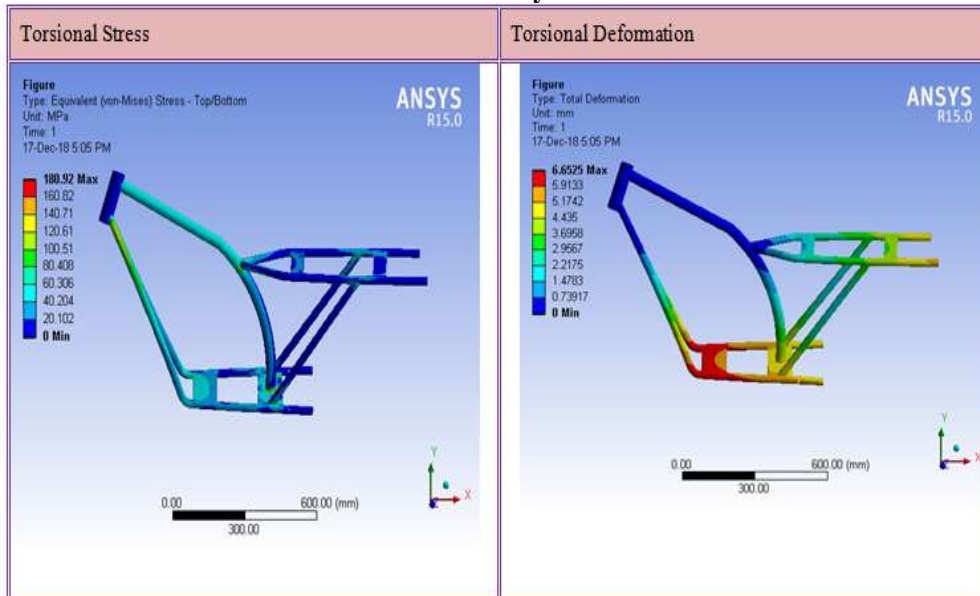 Torsional Stress
Torsional Deformation
Figure
Type: Equivalent (von-Mises) Stress - Top/Bottom
Unit: MPa
Time: 1
17-Dec-18 5:05 PM
ANSYS
R15.0
180.92 Max
160.82
140.71
120.61
100.51
80.408
60.306
40.204
20.102
0 Min
0.00
600.00 (mm)
300.00
Y
X
Figure
Type: Total Deformation
Unit: mm
Time: 1
17-Dec-18 5:05 PM
ANSYS
R15.0
6.6525 Max
5.9133
5.1742
4.435
3.6958
2.9567
2.2175
1.4783
0.73917
0 Min
0.00
600.00 (mm)
300.00
Y
X